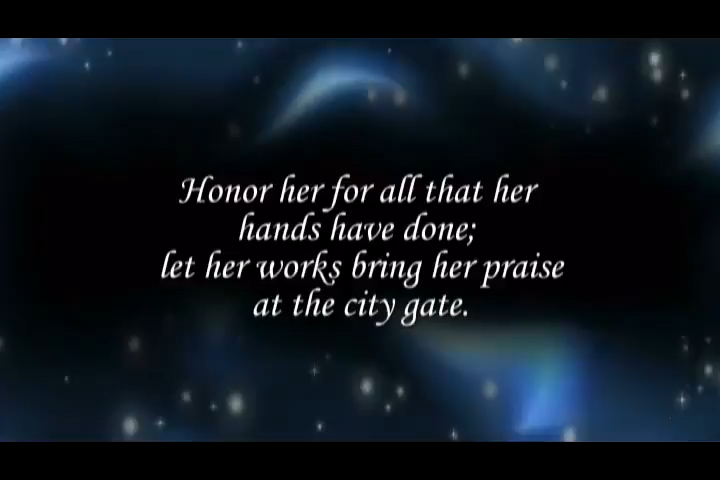 Honor her for all that her
hands have done;
let her works bring her praise
at the city gate.